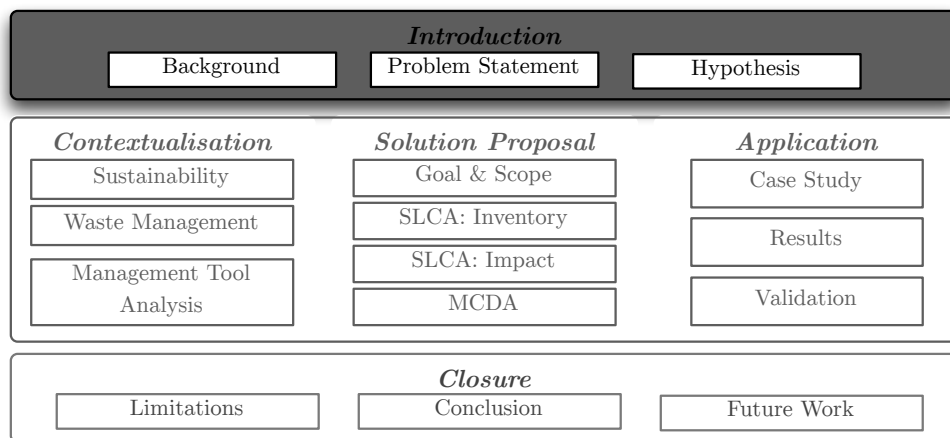 Introduction
Background
Problem Statement
Hypothesis
Contextualisation
Sustainability
Waste Management
Management Tool
Analysis
Solution Proposal
Goal & Scope
SLCA: Inventory
SLCA: Impact
MCDA
Application
Case Study
Results
Validation
Closure
Limitations
Conclusion
Future Work